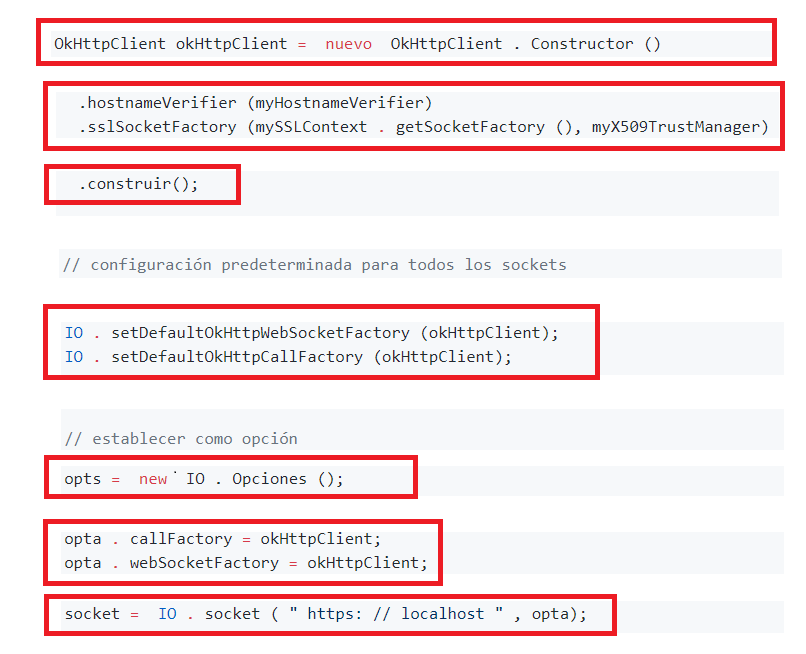 OkHttpClient okHttpClient = nuevo OkHttpClient . Constructor ()
.hostnameVerifier (myHostnameVerifier)
.sslSocketFactory (mySSLContext . getSocketFactory (), myX509TrustManager)
.construir();
// configuración predeterminada para todos los sockets
IO . setDefaultOkHttpWebSocketFactory (okHttpClient);
IO . setDefaultOkHttpCallFactory (okHttpClient);
// establecer como opción
opts = new IO . Opciones ();
opta . callFactory = okHttpClient;
opta . webSocketFactory = okHttpClient;
socket = IO . socket ( " https: // localhost " , opta);